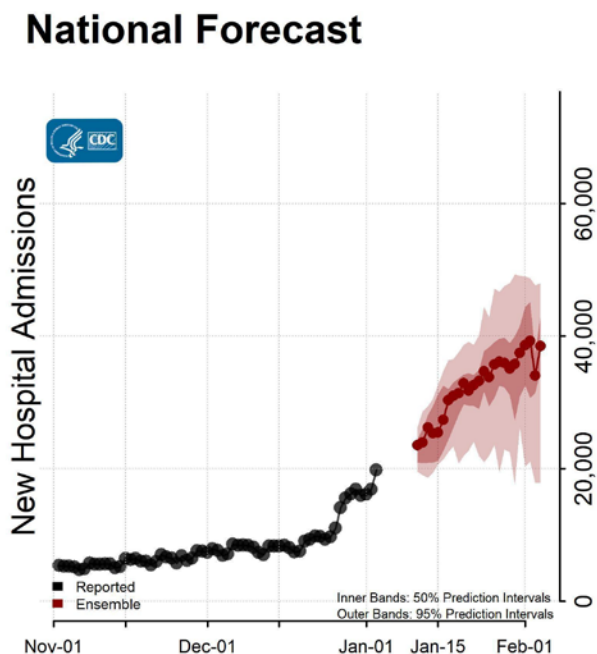 National Forecast
CDC
New Hospital Admissions
60,000
40,000
20,000
0
Reported
Ensemble
Inner Bands: 50% Prediction Intervals
Outer Bands: 95% Prediction Intervals
Nov-01
Dec-01
Jan-01
Jan-15
Feb-01